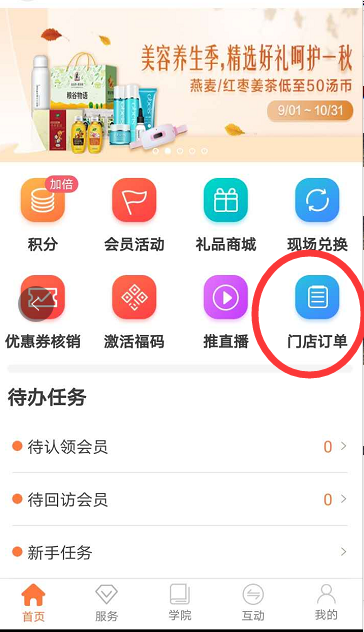 美容养生季,精选好礼呵护一秋
燕麦/红枣姜茶低至50汤币
9/01~10/31
粮谷物语
加倍
积分
会员活动
礼品商城
现场兑换
优惠券核销
激活福码
推直播
门店订单
待办任务
待认领会员 0
待回访会员 0
新手任务
首页
服务
学院
互动
我的